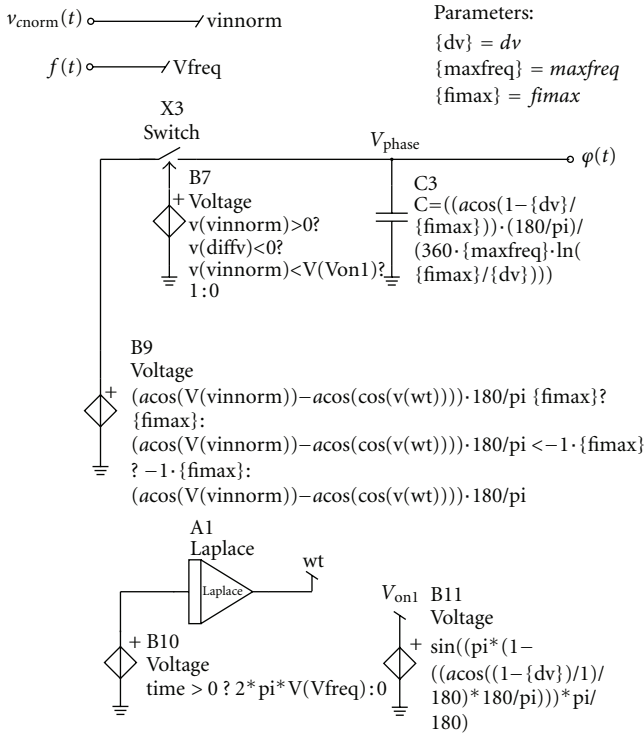 v_cnorm(t) vinnorm
f(t) Vfreq
Parameters:
{dv} = dv
{maxfreq} = maxfreq
{fimax} = fimax
X3
Switch
V_phase
φ(t)
B7
+ Voltage
v(vinnorm)>0?
v(diffv)<0?
v(vinnorm)<V(Von1)?
1:0
C3
C=((acos(1−{dv}/
{fimax}))·(180/pi)/
(360·{maxfreq}·ln(
{fimax}/{dv})))
B9
Voltage
+ (acos(V(vinnorm))−acos(cos(v(wt))))·180/pi {fimax}?
{fimax}:
(acos(V(vinnorm))−acos(cos(v(wt))))·180/pi <−1·{fimax}
? −1·{fimax}:
(acos(V(vinnorm))−acos(cos(v(wt))))·180/pi
A1
Laplace
Laplace
wt
+ B10
Voltage
time > 0 ? 2*pi*V(Vfreq):0
V_on1 B11
Voltage
+ sin((pi*(1−
((acos((1−{dv})/1)/
180)*180/pi)))*pi/
180)